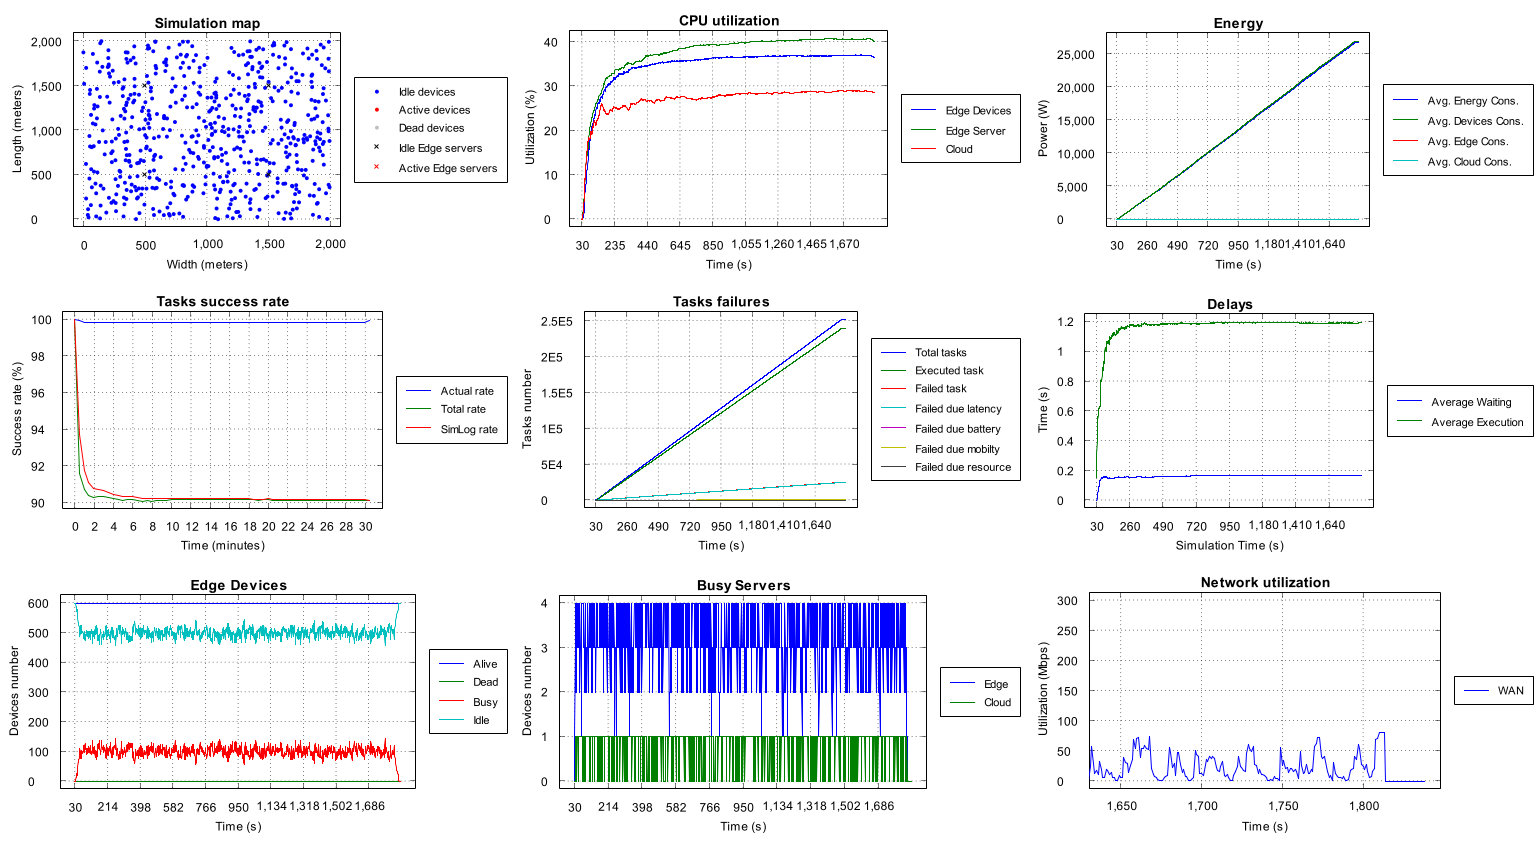 Simulation map
2,000
1,500
1,000
500
0
Length (meters)
0 500 1,000 1,500 2,000
Width (meters)
Idle devices
Active devices
Dead devices
Idle Edge servers
Active Edge servers
CPU utilization
40
30
20
10
0
Utilization (%)
30 235 440 645 850 1,055 1,260 1,465 1,670
Time (s)
Edge Devices
Edge Server
Cloud
Energy
25,000
20,000
15,000
10,000
5,000
0
Power (W)
30 260 490 720 950 1,180 1,410 1,640
Time (s)
Avg. Energy Cons.
Avg. Devices Cons.
Avg. Edge Cons.
Avg. Cloud Cons.
Tasks success rate
100
98
96
94
92
90
Success rate (%)
0 2 4 6 8 10 12 14 16 18 20 22 24 26 28 30
Time (minutes)
Actual rate
Total rate
SimLog rate
Tasks failures
2.5E5
2E5
1.5E5
1E5
5E4
0
Tasks number
30 260 490 720 950 1,180 1,410 1,640
Time (s)
Total tasks
Executed task
Failed task
Failed due latency
Failed due battery
Failed due mobilty
Failed due resource
Delays
1.2
1
0.8
0.6
0.4
0.2
0
Time (s)
30 260 490 720 950 1,180 1,410 1,640
Simulation Time (s)
Average Waiting
Average Execution
Edge Devices
600
500
400
300
200
100
0
Devices number
30 214 398 582 766 950 1,134 1,318 1,502 1,686
Time (s)
Alive
Dead
Busy
Idle
Busy Servers
4
3
2
1
0
Devices number
30 214 398 582 766 950 1,134 1,318 1,502 1,686
Time (s)
Edge
Cloud
Network utilization
300
250
200
150
100
50
0
Utilization (Mbps)
1,650 1,700 1,750 1,800
Time (s)
WAN